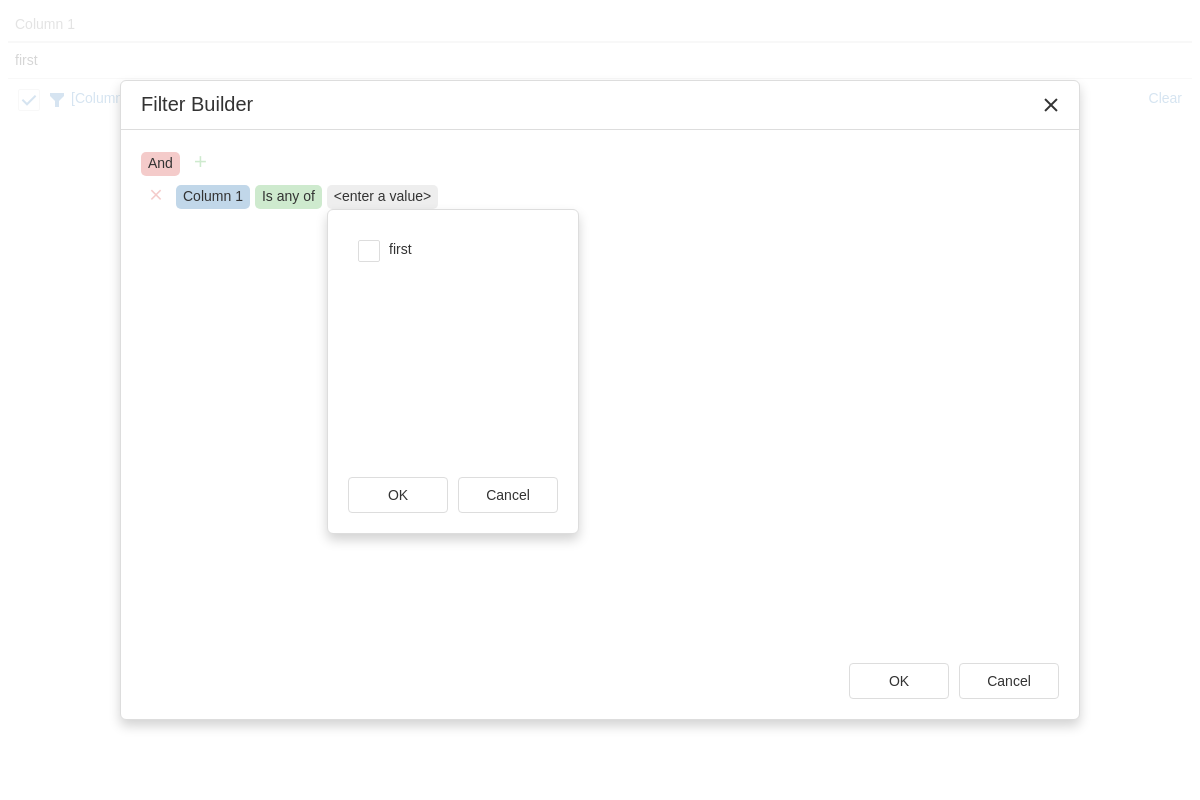 Column 1
first
[Column
Clear
Filter Builder
And
Column 1 Is any of <enter a value>
first
OK Cancel
OK Cancel